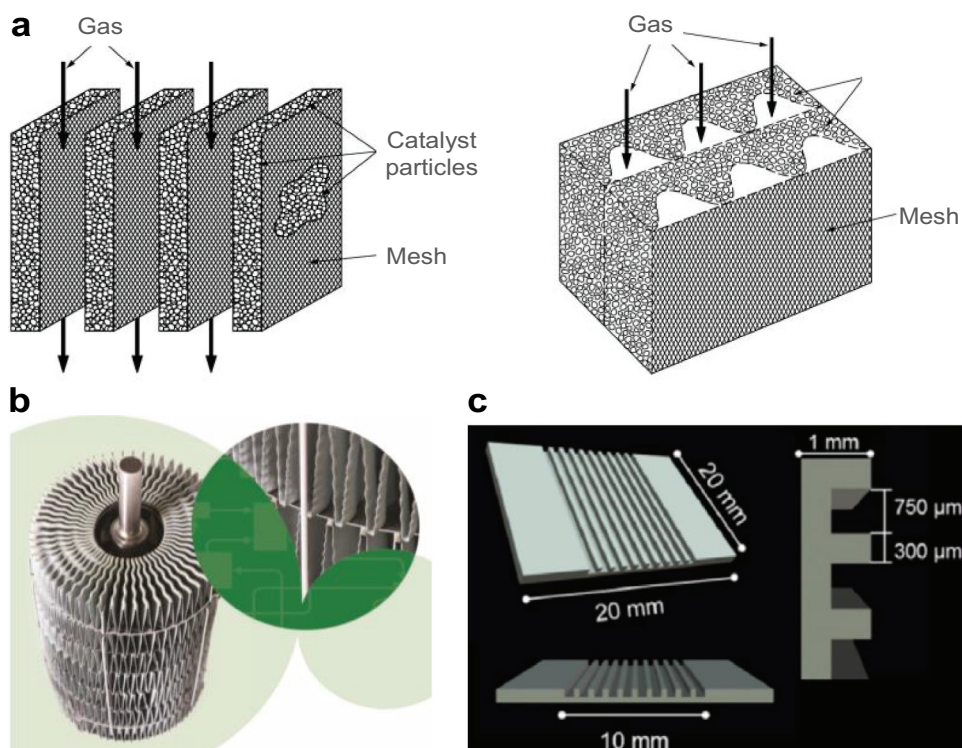 a
Gas
Gas
Catalyst
particles
Mesh
Mesh
b
c
20 mm
20 mm
10 mm
1 mm
750 μm
300 μm